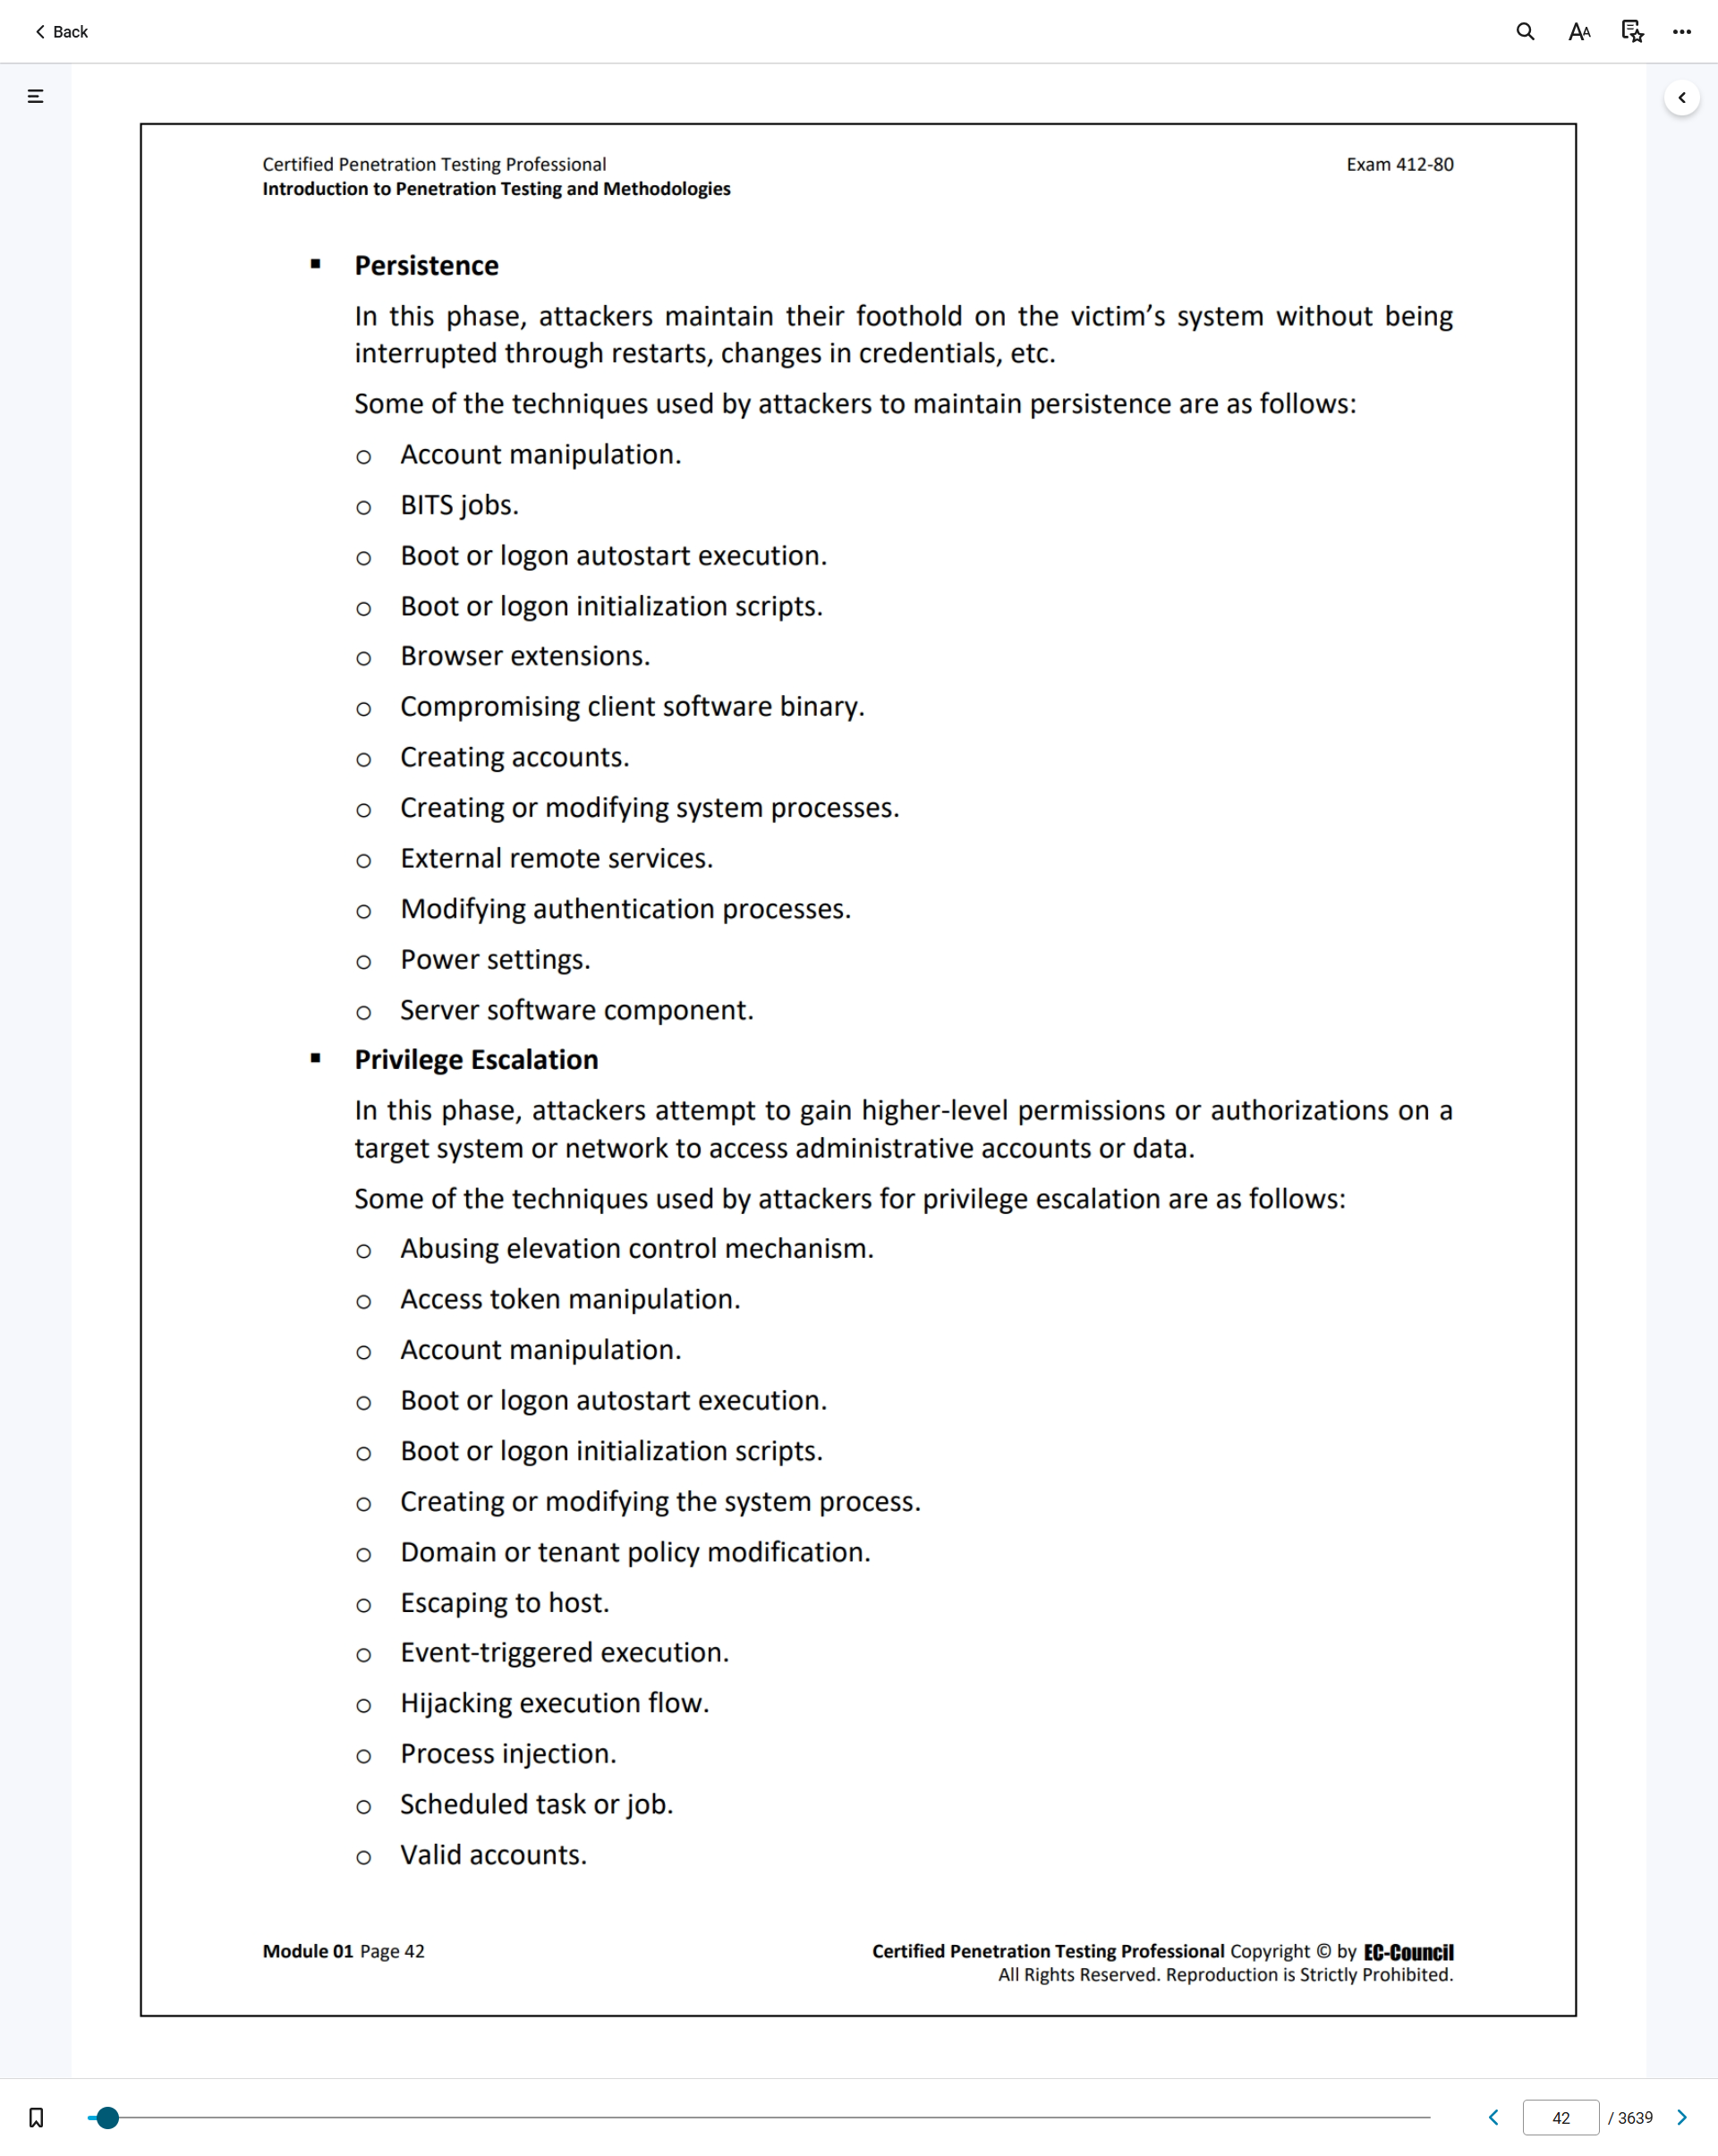 Back
Certified Penetration Testing Professional
Exam 412-80
Introduction to Penetration Testing and Methodologies
▪ Persistence
In this phase, attackers maintain their foothold on the victim’s system without being
interrupted through restarts, changes in credentials, etc.
Some of the techniques used by attackers to maintain persistence are as follows:
o Account manipulation.
o BITS jobs.
o Boot or logon autostart execution.
o Boot or logon initialization scripts.
o Browser extensions.
o Compromising client software binary.
o Creating accounts.
o Creating or modifying system processes.
o External remote services.
o Modifying authentication processes.
o Power settings.
o Server software component.
▪ Privilege Escalation
In this phase, attackers attempt to gain higher-level permissions or authorizations on a
target system or network to access administrative accounts or data.
Some of the techniques used by attackers for privilege escalation are as follows:
o Abusing elevation control mechanism.
o Access token manipulation.
o Account manipulation.
o Boot or logon autostart execution.
o Boot or logon initialization scripts.
o Creating or modifying the system process.
o Domain or tenant policy modification.
o Escaping to host.
o Event-triggered execution.
o Hijacking execution flow.
o Process injection.
o Scheduled task or job.
o Valid accounts.
Module 01 Page 42
Certified Penetration Testing Professional Copyright © by EC-Council
All Rights Reserved. Reproduction is Strictly Prohibited.
42 / 3639